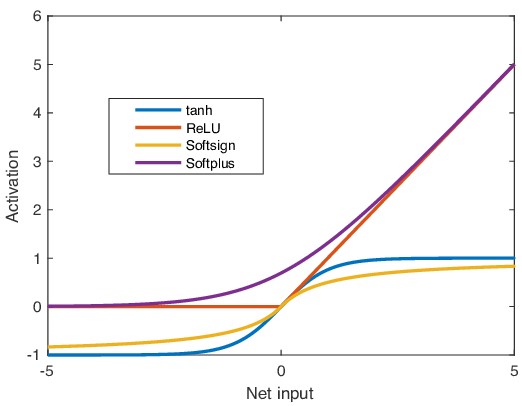 6
5
4
3
2
1
0
-1
Activation
tanh
ReLU
Softsign
Softplus
-5 0 5
Net input